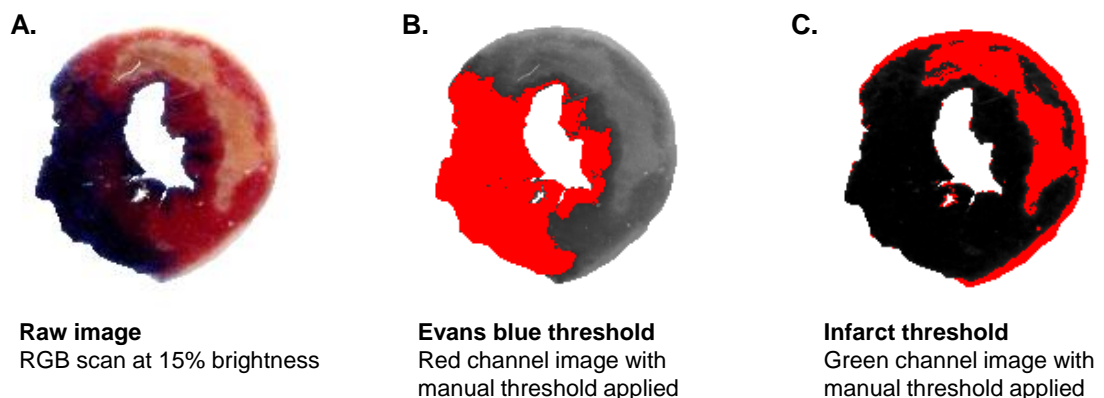 A.
B.
C.
Raw image
RGB scan at 15% brightness
Evans blue threshold
Red channel image with
manual threshold applied
Infarct threshold
Green channel image with
manual threshold applied